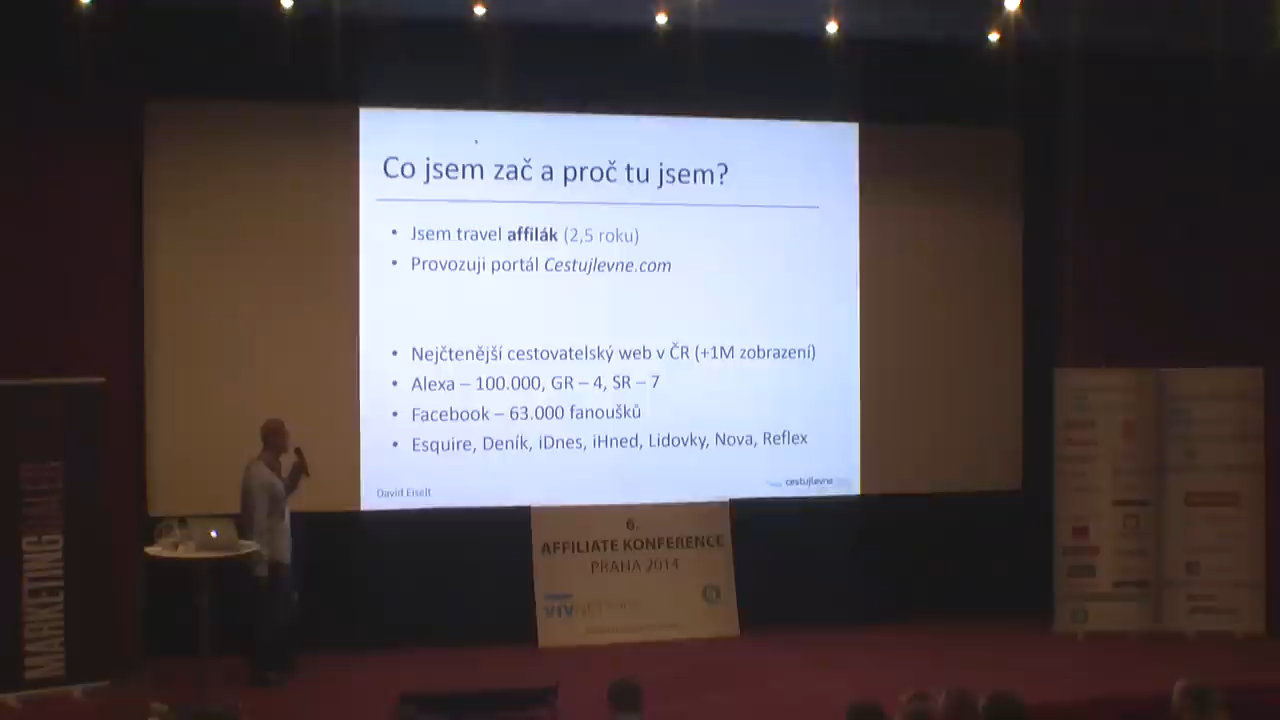 Co jsem zač a proč tu jsem?
• Jsem travel affilák (2,5 roku)
• Provozuji portál Cestujlevne.com
• Nejčtenější cestovatelský web v ČR (+1M zobrazení)
• Alexa – 100.000, GR – 4, SR – 7
• Facebook – 63.000 fanoušků
• Esquire, Deník, iDnes, iHned, Lidovky, Nova, Reflex
David Eiselt
cestujlevne
6.
AFFILIATE KONFERENCE
PRAHA 2014
VIVNETWORKS
MARKETING